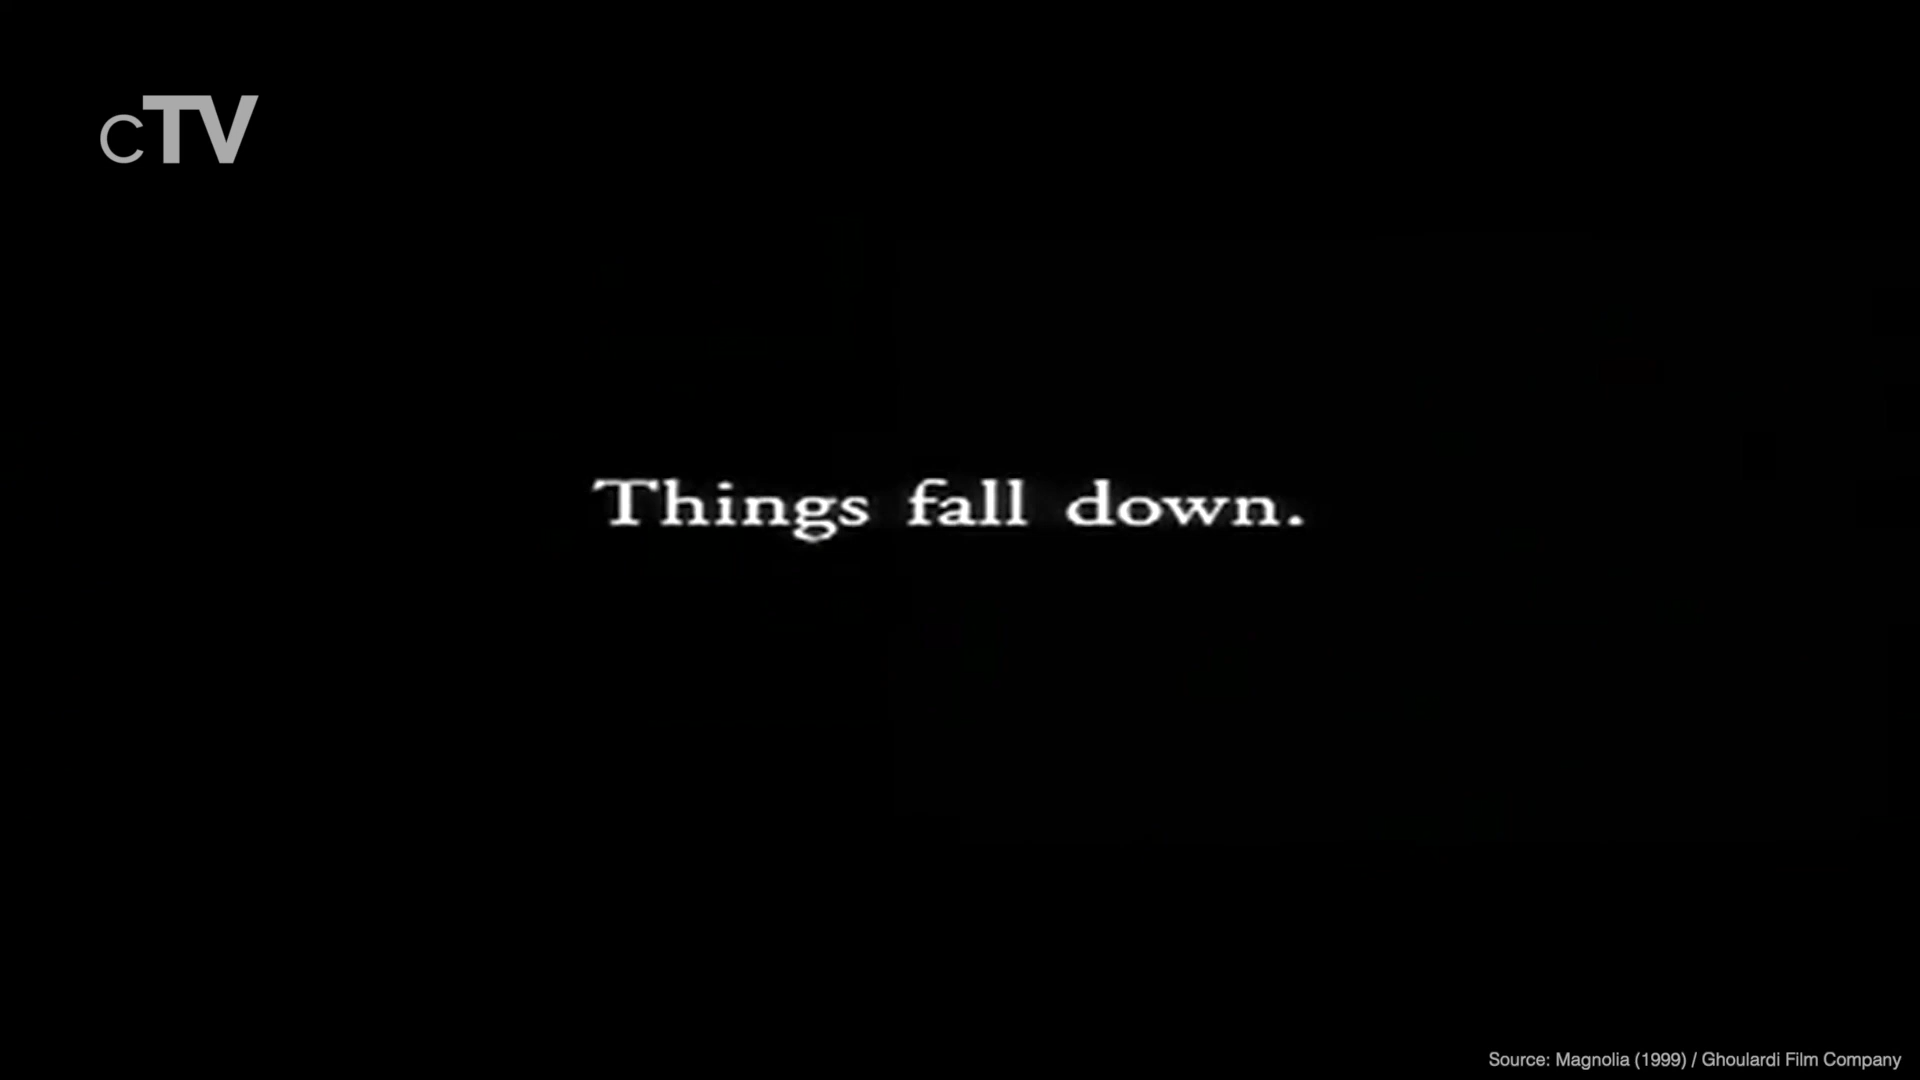 cTV
Things fall down.
Source: Magnolia (1999) / Ghoulardi Film Company